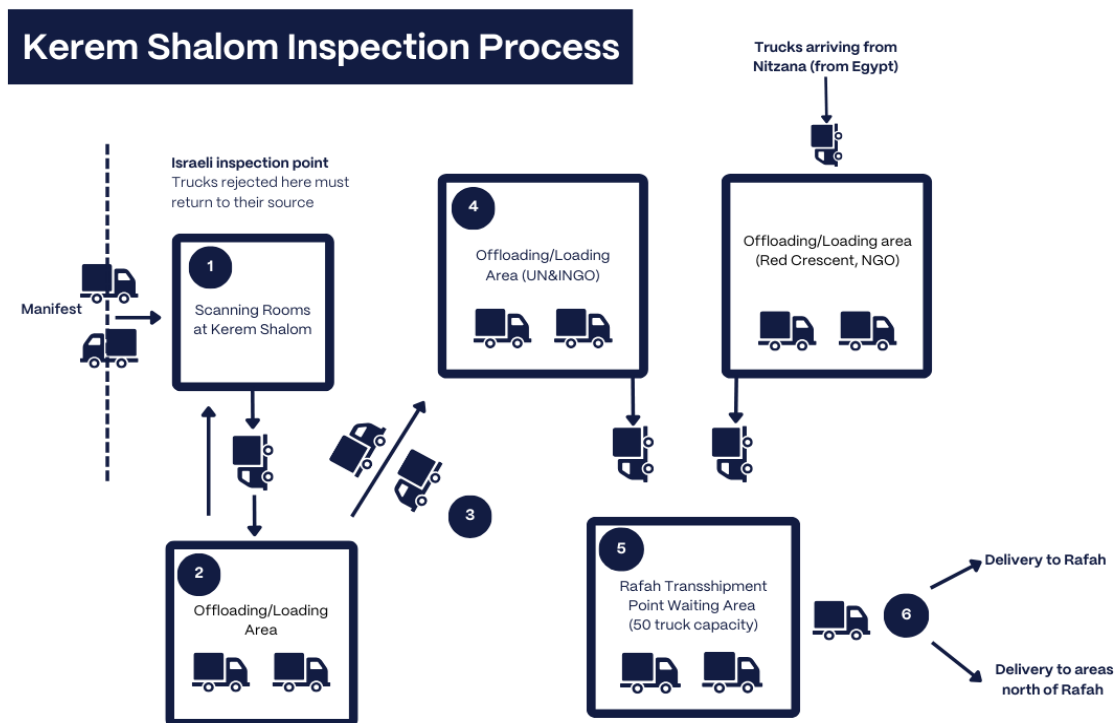 Kerem Shalom Inspection Process
Trucks arriving from
Nitzana (from Egypt)
Israeli inspection point
Trucks rejected here must
return to their source
Manifest
1
Scanning Rooms
at Kerem Shalom
4
Offloading/Loading
Area (UN&INGO)
Offloading/Loading area
(Red Crescent, NGO)
3
2
Offloading/Loading
Area
5
Rafah Transshipment
Point Waiting Area
(50 truck capacity)
6
Delivery to Rafah
Delivery to areas
north of Rafah